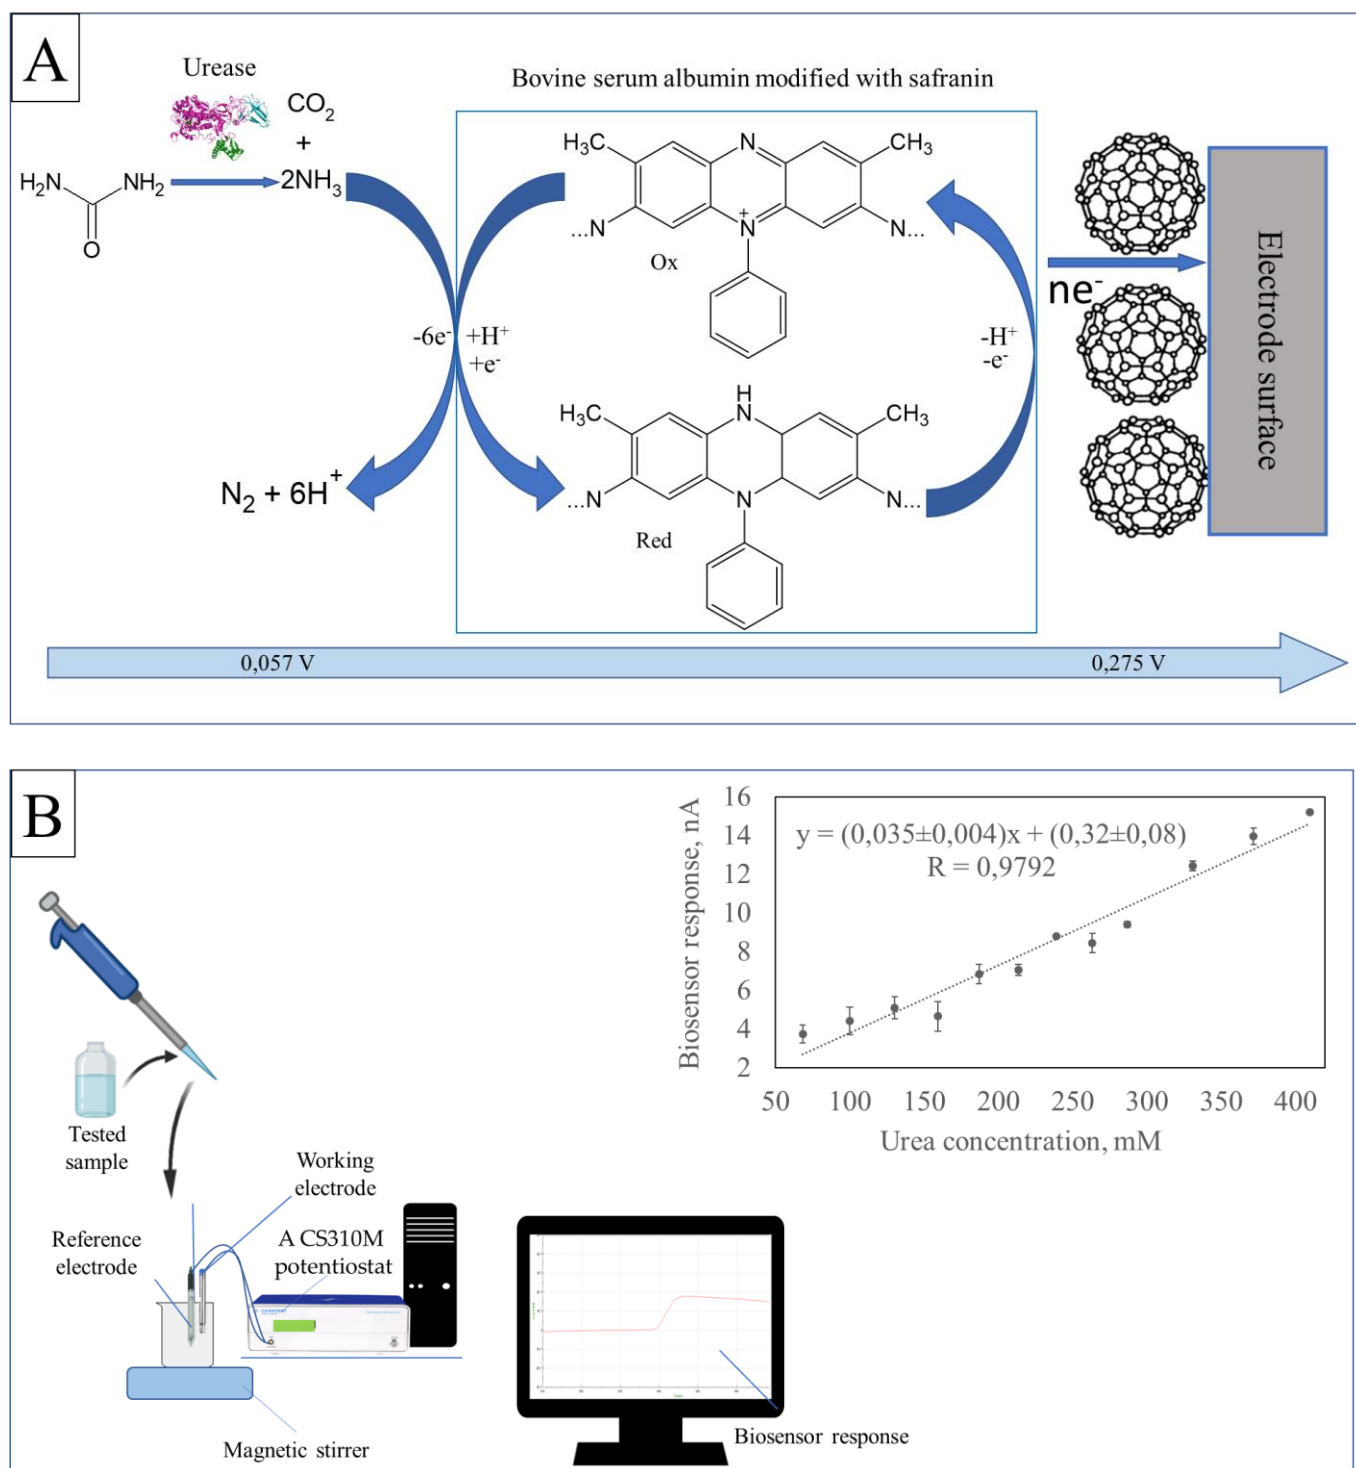 A
Urease
CO2
+
2NH3
H2N
NH2
O
Bovine serum albumin modified with safranin
H3C
N
CH3
...N
N+
N...
Ox
-6e-
+H+
+e-
-H+
-e-
ne-
Electrode surface
H
H3C
N
CH3
...N
N
N...
Red
N2 + 6H+
0,057 V
0,275 V
B
Biosensor response, nA
16
14
12
10
8
6
4
2
y = (0,035±0,004)x + (0,32±0,08)
R = 0,9792
50 100 150 200 250 300 350 400
Urea concentration, mM
Tested
sample
Working
electrode
Reference
electrode
A CS310M
potentiostat
Magnetic stirrer
Biosensor response